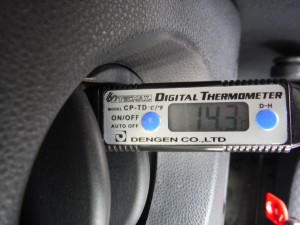 DIGITAL THERMOMETER
MODEL CP-TD °C/°F
ON/OFF
D-H
AUTO OFF
14.3
DENGEN CO.,LTD